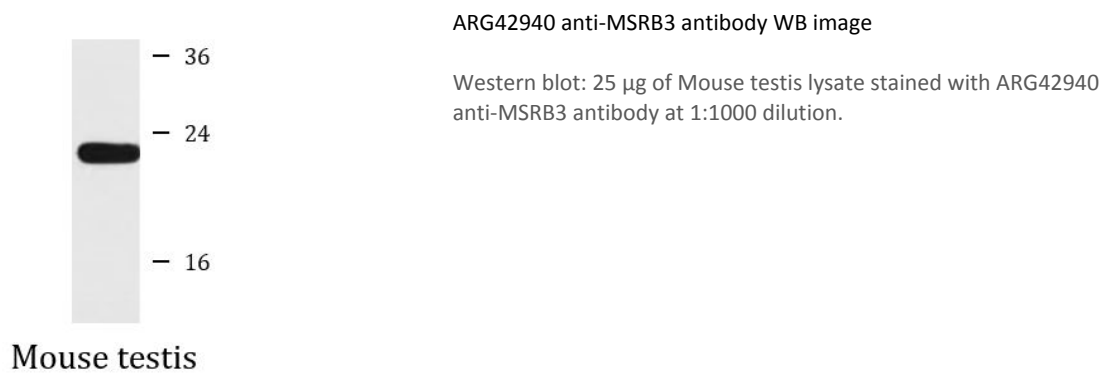 36
24
16
Mouse testis
ARG42940 anti-MSRB3 antibody WB image
Western blot: 25 µg of Mouse testis lysate stained with ARG42940
anti-MSRB3 antibody at 1:1000 dilution.